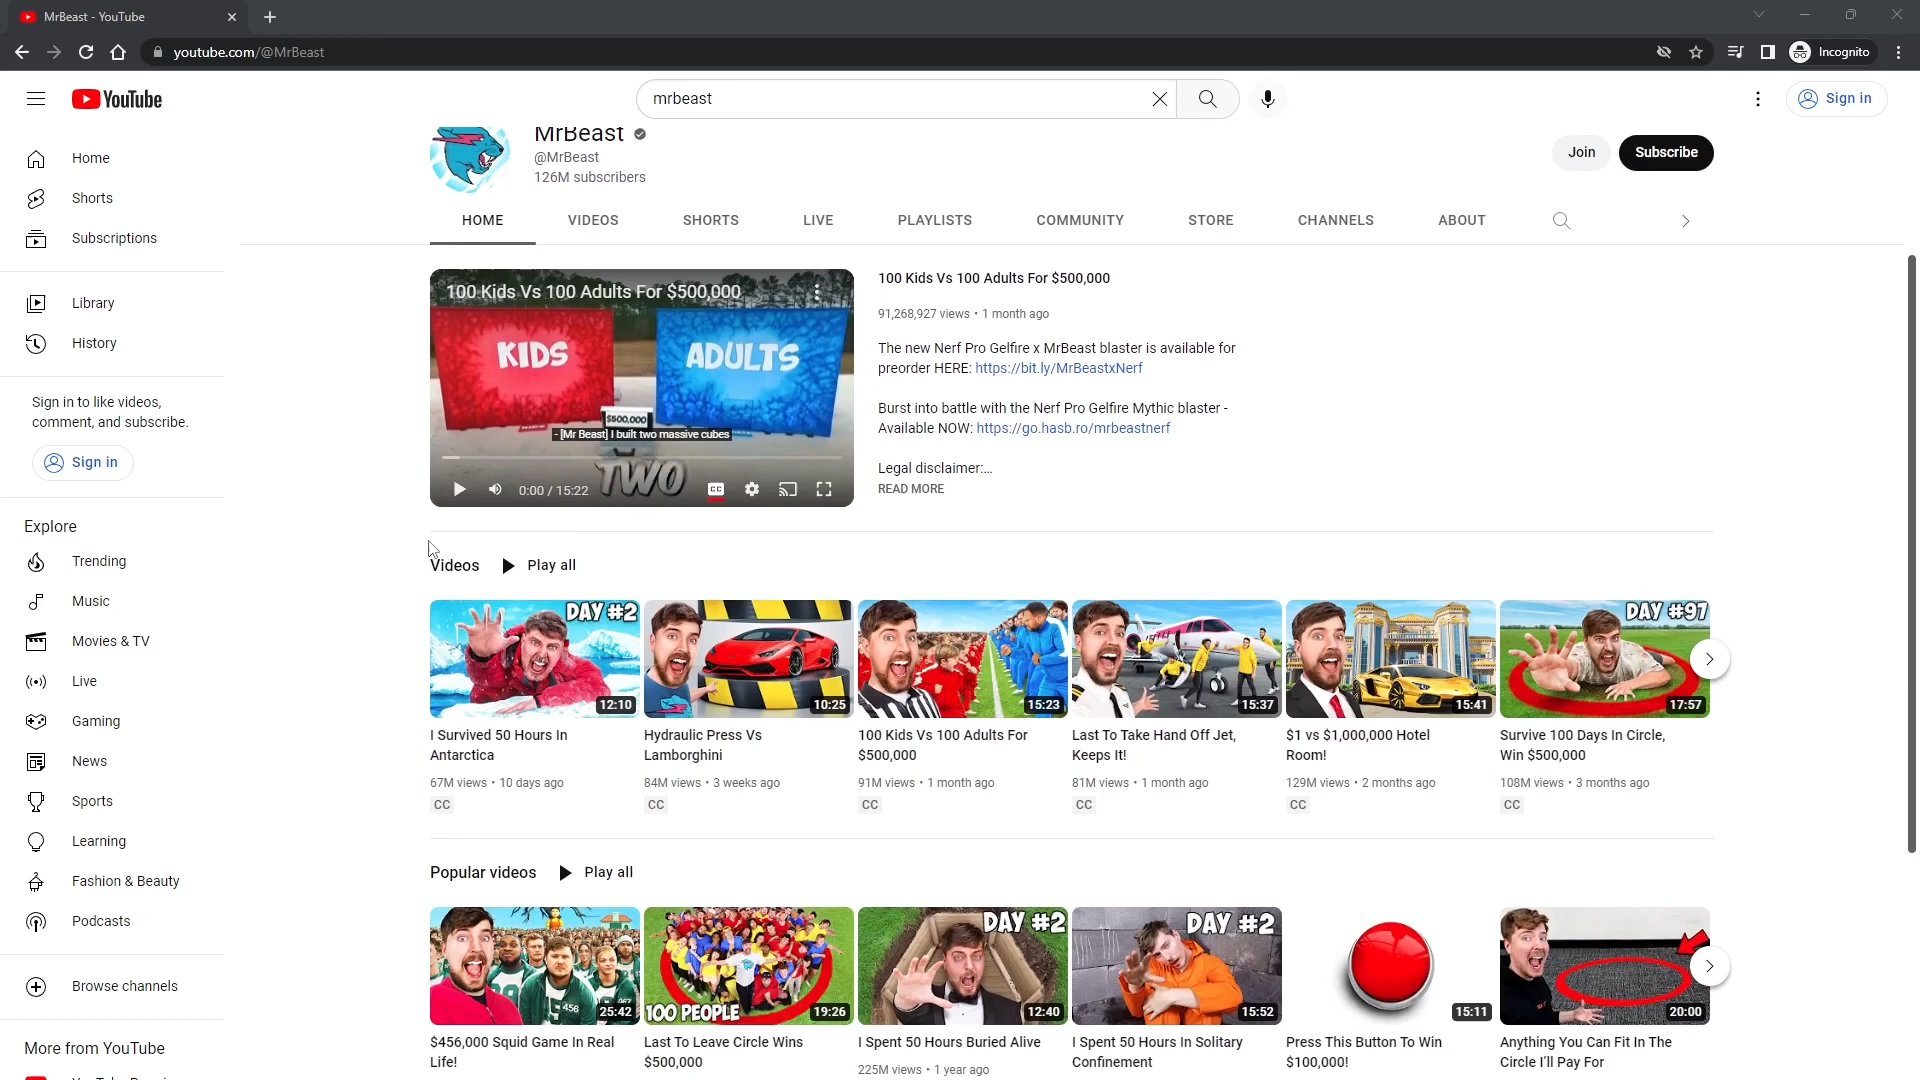 MrBeast - YouTube
youtube.com/@MrBeast
Incognito
YouTube
mrbeast
Sign in
Home
Shorts
Subscriptions
Library
History
Sign in to like videos,
comment, and subscribe.
Sign in
Explore
Trending
Music
Movies & TV
Live
Gaming
News
Sports
Learning
Fashion & Beauty
Podcasts
Browse channels
More from YouTube
MrBeast
@MrBeast
126M subscribers
Join
Subscribe
HOME
VIDEOS
SHORTS
LIVE
PLAYLISTS
COMMUNITY
STORE
CHANNELS
ABOUT
100 Kids Vs 100 Adults For $500,000
KIDS
ADULTS
$500,000
- [Mr Beast] I built two massive cubes
TWO
0:00 / 15:22
CC
100 Kids Vs 100 Adults For $500,000
91,268,927 views • 1 month ago
The new Nerf Pro Gelfire x MrBeast blaster is available for
preorder HERE: https://bit.ly/MrBeastxNerf
Burst into battle with the Nerf Pro Gelfire Mythic blaster -
Available NOW: https://go.hasb.ro/mrbeastnerf
Legal disclaimer:...
READ MORE
Videos
Play all
DAY #2
12:10
I Survived 50 Hours In
Antarctica
67M views • 10 days ago
CC
10:25
Hydraulic Press Vs
Lamborghini
84M views • 3 weeks ago
CC
15:23
100 Kids Vs 100 Adults For
$500,000
91M views • 1 month ago
CC
15:37
Last To Take Hand Off Jet,
Keeps It!
81M views • 1 month ago
CC
15:41
$1 vs $1,000,000 Hotel
Room!
129M views • 2 months ago
CC
DAY #97
17:57
Survive 100 Days In Circle,
Win $500,000
108M views • 3 months ago
CC
Popular videos
Play all
456
067
25:42
$456,000 Squid Game In Real
Life!
100 PEOPLE
19:26
Last To Leave Circle Wins
$500,000
DAY #2
12:40
I Spent 50 Hours Buried Alive
225M views • 1 year ago
DAY #2
15:52
I Spent 50 Hours In Solitary
Confinement
15:11
Press This Button To Win
$100,000!
20:00
Anything You Can Fit In The
Circle I'll Pay For